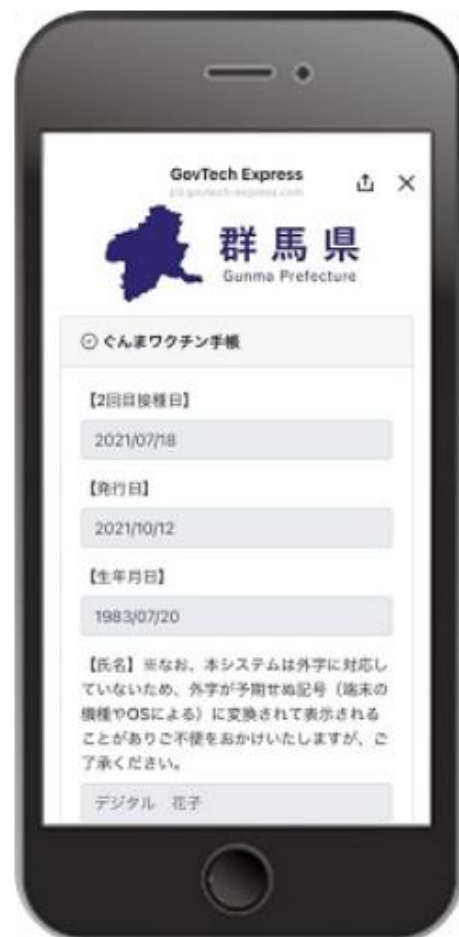 GovTech Express
群馬県
Gunma Prefecture
ぐんまワクチン手帳
【2回目接種日】
2021/07/18
【発行日】
2021/10/12
【生年月日】
1983/07/20
【氏名】※なお、本システムは外字に対応し
ていないため、外字が予期せぬ記号（端末の
機種やOSによる）に変換されて表示される
ことがありご不便をおかけいたしますが、ご
了承ください。
デジタル 花子